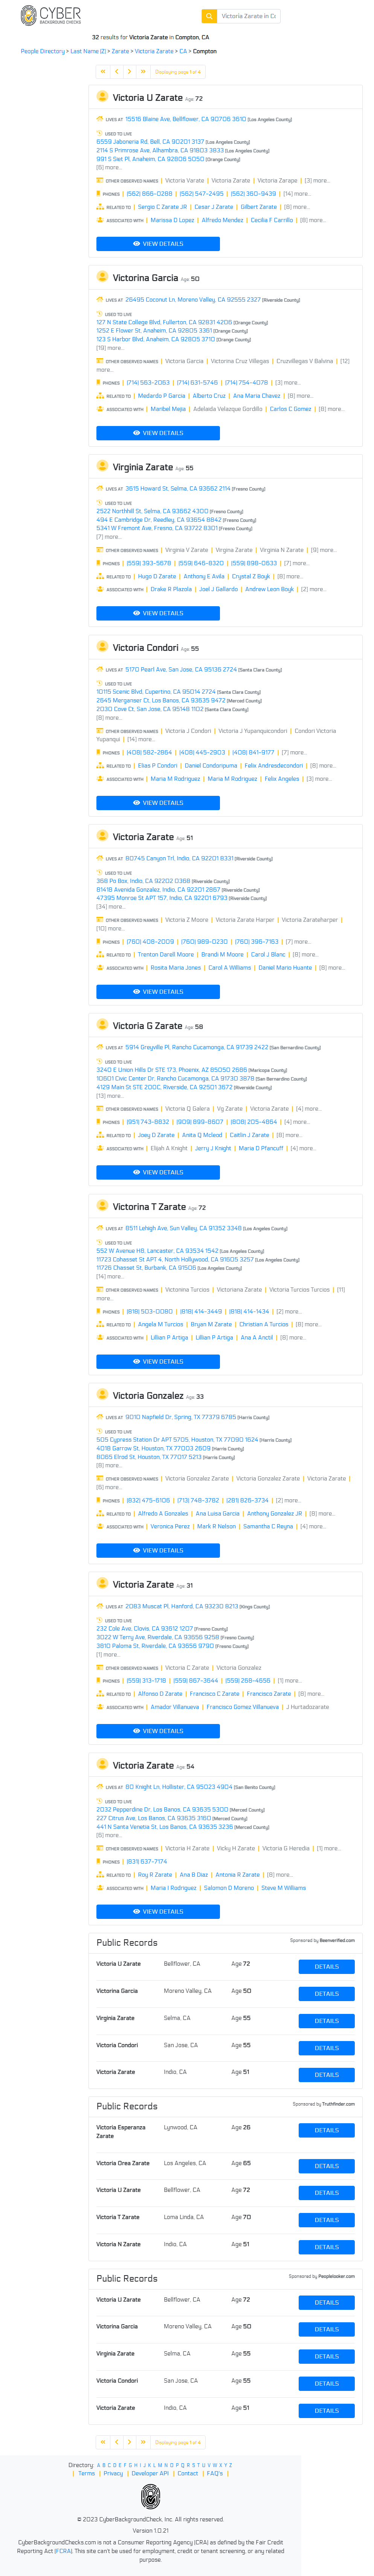 CYBER
BACKGROUND CHECKS
Victoria Zarate in Co
32 results for Victoria Zarate in Compton, CA
People Directory > Last Name (Z) > Zarate > Victoria Zarate > CA > Compton
Displaying page 1 of 4
Victoria U Zarate Age 72
LIVES AT 15516 Blaine Ave, Bellflower, CA 90706 3610 (Los Angeles County)
USED TO LIVE
6559 Jaboneria Rd, Bell, CA 90201 3137 (Los Angeles County)
2114 S Primrose Ave, Alhambra, CA 91803 3833 (Los Angeles County)
991 S Siet Pl, Anaheim, CA 92806 5050 (Orange County)
[6] more...
OTHER OBSERVED NAMES | Victoria Varate | Victoria Zarate | Victoria Zarape | [3] more...
PHONES | (562) 866-0288 | (562) 547-2495 | (562) 360-9439 | [14] more...
RELATED TO | Sergio C Zarate JR | Cesar J Zarate | Gilbert Zarate | [8] more...
ASSOCIATED WITH | Marissa D Lopez | Alfredo Mendez | Cecilia F Carrillo | [8] more...
VIEW DETAILS
Victorina Garcia Age 50
LIVES AT 26495 Coconut Ln, Moreno Valley, CA 92555 2327 (Riverside County)
USED TO LIVE
127 N State College Blvd, Fullerton, CA 92831 4206 (Orange County)
1252 E Flower St, Anaheim, CA 92805 3361 (Orange County)
123 S Harbor Blvd, Anaheim, CA 92805 3710 (Orange County)
[19] more...
OTHER OBSERVED NAMES | Victoria Garcia | Victorina Cruz Villegas | Cruzvillegas V Balvina | [12]
more...
PHONES | (714) 563-2063 | (714) 631-5746 | (714) 754-4078 | [3] more...
RELATED TO | Medardo P Garcia | Alberto Cruz | Ana Maria Chavez | [8] more...
ASSOCIATED WITH | Maribel Mejia | Adelaida Velazque Gordillo | Carlos C Gomez | [8] more...
VIEW DETAILS
Virginia Zarate Age 55
LIVES AT 3615 Howard St, Selma, CA 93662 2114 (Fresno County)
USED TO LIVE
2522 Northhill St, Selma, CA 93662 4300 (Fresno County)
494 E Cambridge Dr, Reedley, CA 93654 8842 (Fresno County)
5341 W Fremont Ave, Fresno, CA 93722 8301 (Fresno County)
[7] more...
OTHER OBSERVED NAMES | Virginia V Zarate | Virgina Zarate | Virginia N Zarate | [9] more...
PHONES | (559) 393-5678 | (559) 646-8320 | (559) 898-0633 | [7] more...
RELATED TO | Hugo D Zarate | Anthony E Avila | Crystal Z Boyk | [8] more...
ASSOCIATED WITH | Drake R Plazola | Joel J Gallardo | Andrew Leon Boyk | [2] more...
VIEW DETAILS
Victoria Condori Age 55
LIVES AT 5170 Pearl Ave, San Jose, CA 95136 2724 (Santa Clara County)
USED TO LIVE
10115 Scenic Blvd, Cupertino, CA 95014 2724 (Santa Clara County)
2645 Merganser Ct, Los Banos, CA 93635 9472 (Merced County)
2030 Cove Ct, San Jose, CA 95148 1102 (Santa Clara County)
[8] more...
OTHER OBSERVED NAMES | Victoria J Condori | Victoria J Yupanquicondori | Condori Victoria
Yupanqui | [14] more...
PHONES | (408) 582-2864 | (408) 445-2903 | (408) 841-9177 | [7] more...
RELATED TO | Elias P Condori | Daniel Condoripuma | Felix Andreasdecondori | [8] more...
ASSOCIATED WITH | Maria M Rodriguez | Maria M Rodriguez | Felix Angeles | [3] more...
VIEW DETAILS
Victoria Zarate Age 51
LIVES AT 80745 Canyon Trl, Indio, CA 92201 8331 (Riverside County)
USED TO LIVE
368 Po Box, Indio, CA 92202 0368 (Riverside County)
81418 Avenida Gonzalez, Indio, CA 92201 2867 (Riverside County)
47395 Monroe St APT 157, Indio, CA 92201 6793 (Riverside County)
[34] more...
OTHER OBSERVED NAMES | Victoria Z Moore | Victoria Zarate Harper | Victoria Zarateharper |
[10] more...
PHONES | (760) 408-2009 | (760) 989-0230 | (760) 396-7163 | [7] more...
RELATED TO | Trenton Darell Moore | Brandi M Moore | Carol J Blanc | [8] more...
ASSOCIATED WITH | Rosita Maria Jones | Carol A Williams | Daniel Mario Huante | [8] more...
VIEW DETAILS
Victoria G Zarate Age 58
LIVES AT 5914 Greyville Pl, Rancho Cucamonga, CA 91739 2422 (San Bernardino County)
USED TO LIVE
3240 E Union Hills Dr STE 173, Phoenix, AZ 85050 2686 (Maricopa County)
10601 Civic Center Dr, Rancho Cucamonga, CA 91730 3878 (San Bernardino County)
4129 Main St STE 200C, Riverside, CA 92501 3672 (Riverside County)
[13] more...
OTHER OBSERVED NAMES | Victoria Q Galera | Vg Zarate | Victoria Zarate | [4] more...
PHONES | (951) 743-8832 | (909) 899-8607 | (808) 205-4864 | [4] more...
RELATED TO | Joey D Zarate | Anita Q Mcleod | Caitlin J Zarate | [8] more...
ASSOCIATED WITH | Elijah A Knight | Jerry J Knight | Maria D Pfancuff | [4] more...
VIEW DETAILS
Victorina T Zarate Age 72
LIVES AT 8511 Lehigh Ave, Sun Valley, CA 91352 3348 (Los Angeles County)
USED TO LIVE
552 W Avenue H8, Lancaster, CA 93534 1642 (Los Angeles County)
11723 Cohasset St APT 4, North Hollywood, CA 91605 3257 (Los Angeles County)
11726 Chasset St, Burbank, CA 91506 (Los Angeles County)
[14] more...
OTHER OBSERVED NAMES | Victorina Turcios | Victoriana Zarate | Victorina Turcios Turcios | [11]
more...
PHONES | (818) 503-0080 | (818) 414-3449 | (818) 414-1434 | [2] more...
RELATED TO | Angela M Turcios | Bryan M Zarate | Christian A Turcios | [8] more...
ASSOCIATED WITH | Lillian P Artiga | Lillian P Artiga | Ana A Anctil | [8] more...
VIEW DETAILS
Victoria Gonzalez Age 33
LIVES AT 9010 Napfield Dr, Spring, TX 77379 6785 (Harris County)
USED TO LIVE
505 Cypress Station Dr APT 5705, Houston, TX 77090 1624 (Harris County)
4018 Garrow St, Houston, TX 77003 2609 (Harris County)
8065 Elrod St, Houston, TX 77017 5213 (Harris County)
[8] more...
OTHER OBSERVED NAMES | Victoria Gonzalez Zarate | Victoria Gonzalez Zarate | Victoria Zarate |
[6] more...
PHONES | (832) 475-6106 | (713) 748-3762 | (281) 826-3734 | [2] more...
RELATED TO | Alfredo A Gonzales | Ana Luisa Garcia | Anthony Gonzalez JR | [8] more...
ASSOCIATED WITH | Veronica Perez | Mark R Nelson | Samantha C Reyna | [4] more...
VIEW DETAILS
Victoria Zarate Age 31
LIVES AT 2083 Muscat Pl, Hanford, CA 93230 8213 (Kings County)
USED TO LIVE
232 Cole Ave, Clovis, CA 93612 1207 (Fresno County)
3022 W Terry Ave, Riverdale, CA 93656 9258 (Fresno County)
3810 Paloma St, Riverdale, CA 93656 9790 (Fresno County)
[1] more...
OTHER OBSERVED NAMES | Victoria C Zarate | Victoria Gonzalez
PHONES | (559) 313-1718 | (559) 867-3644 | (559) 268-4656 | [1] more...
RELATED TO | Alfonso D Zarate | Francisco C Zarate | Francisco Zarate | [8] more...
ASSOCIATED WITH | Amador Villanueva | Francisco Gomez Villanueva | J Hurtadozarate
VIEW DETAILS
Victoria Zarate Age 54
LIVES AT 80 Knight Ln, Hollister, CA 95023 4904 (San Benito County)
USED TO LIVE
2032 Pepperdine Dr, Los Banos, CA 93635 5300 (Merced County)
227 Citrus Ave, Los Banos, CA 93635 3160 (Merced County)
441 N Santa Venetia St, Los Banos, CA 93635 3236 (Merced County)
[6] more...
OTHER OBSERVED NAMES | Victoria H Zarate | Vicky H Zarate | Victoria G Heredia | [1] more...
PHONES | (831) 637-7174
RELATED TO | Roy R Zarate | Ana B Diaz | Antonia R Zarate | [8] more...
ASSOCIATED WITH | Maria I Rodriguez | Salomon D Moreno | Steve M Williams
VIEW DETAILS
Public Records Sponsored by Beenverified.com
Victoria U Zarate Bellflower, CA Age 72 DETAILS
Victorina Garcia Moreno Valley, CA Age 50 DETAILS
Virginia Zarate Selma, CA Age 55 DETAILS
Victoria Condori San Jose, CA Age 55 DETAILS
Victoria Zarate Indio, CA Age 51 DETAILS
Public Records Sponsored by Truthfinder.com
Victoria Esperanza Lynwood, CA Age 26 DETAILS
Zarate
Victoria Orea Zarate Los Angeles, CA Age 65 DETAILS
Victoria U Zarate Bellflower, CA Age 72 DETAILS
Victoria T Zarate Loma Linda, CA Age 70 DETAILS
Victoria N Zarate Indio, CA Age 51 DETAILS
Public Records Sponsored by Peoplelooker.com
Victoria U Zarate Bellflower, CA Age 72 DETAILS
Victorina Garcia Moreno Valley, CA Age 50 DETAILS
Virginia Zarate Selma, CA Age 55 DETAILS
Victoria Condori San Jose, CA Age 55 DETAILS
Victoria Zarate Indio, CA Age 51 DETAILS
Displaying page 1 of 4
Directory: A B C D E F G H I J K L M N O P Q R S T U V W X Y Z
| Terms | Privacy | Developer API | Contact | FAQ's |
© 2023 CyberBackgroundCheck, Inc. All rights reserved.
Version 1.0.21
CyberBackgroundChecks.com is not a Consumer Reporting Agency (CRA) as defined by the Fair Credit
Reporting Act (FCRA). This site can't be used for employment, credit or tenant screening, or any related
purpose.